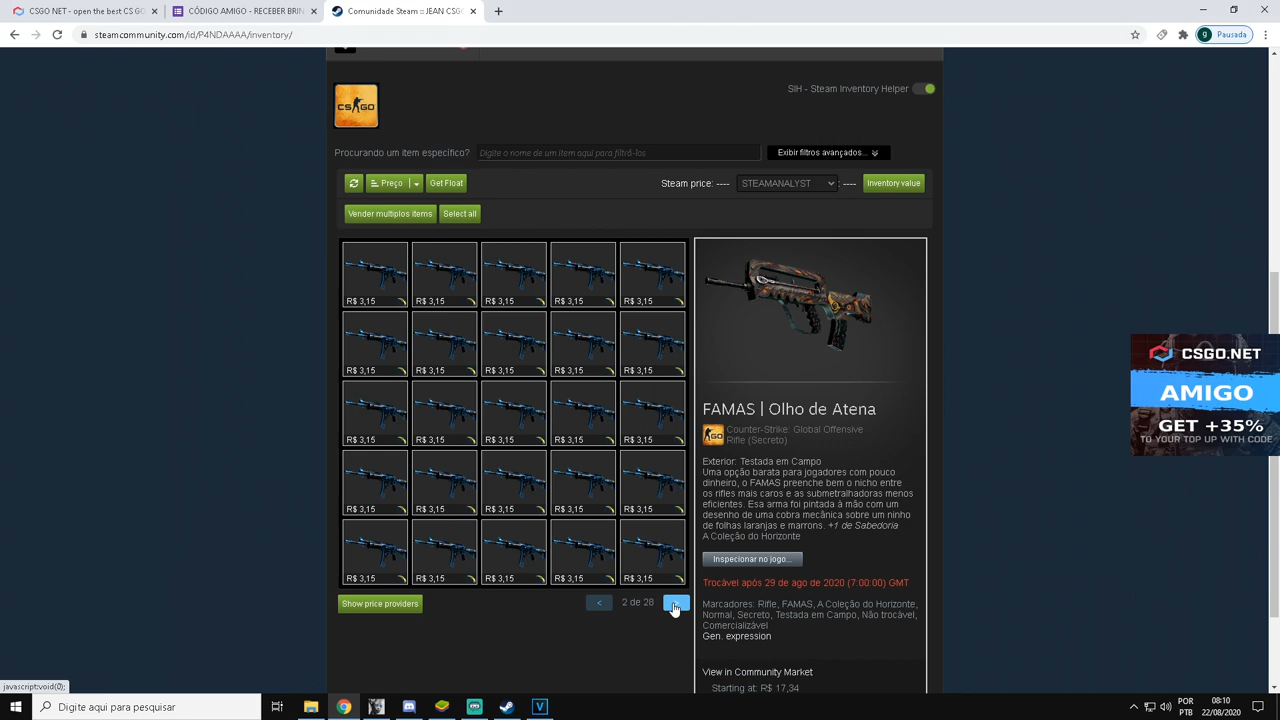 CSGO NET - open the best CS GO
CÓDIGO AMIGO - RECEBER BRIN
Comunidade Steam :: JEAN CSGO
steamcommunity.com/id/P4NDAAAA/inventory/
g Pausada
CS GO
SIH - Steam Inventory Helper
Procurando um item específico? Digite o nome de um item aqui para filtrá-los Exibir filtros avançados...
Preço Get Float Steam price: ---- STEAMANALYST : ---- Inventory value
Vender multiplos items Select all
R$ 3,15 R$ 3,15 R$ 3,15 R$ 3,15 R$ 3,15
R$ 3,15 R$ 3,15 R$ 3,15 R$ 3,15 R$ 3,15
R$ 3,15 R$ 3,15 R$ 3,15 R$ 3,15 R$ 3,15
R$ 3,15 R$ 3,15 R$ 3,15 R$ 3,15 R$ 3,15
R$ 3,15 R$ 3,15 R$ 3,15 R$ 3,15 R$ 3,15
Show price providers < 2 de 28
FAMAS | Olho de Atena
GO
Counter-Strike: Global Offensive
Rifle (Secreto)
Exterior: Testada em Campo
Uma opção barata para jogadores com pouco
dinheiro, o FAMAS preenche bem o nicho entre
os rifles mais caros e as submetralhadoras menos
eficientes. Esa arma foi pintada à mão com um
desenho de uma cobra mecânica sobre um ninho
de folhas laranjas e marrons. +1 de Sabedoria
A Coleção do Horizonte
Inspecionar no jogo...
Trocável após 29 de ago de 2020 (7:00:00) GMT
Marcadores: Rifle, FAMAS, A Coleção do Horizonte,
Normal, Secreto, Testada em Campo, Não trocável,
Comercializável
Gen. expression
View in Community Market
Starting at: R$ 17,34
CSGO.NET
AMIGO
GET +35%
TO YOUR TOP UP WITH CODE
javascript:void(0);
Digite aqui para pesquisar
POR
PTB
08:10
22/08/2020